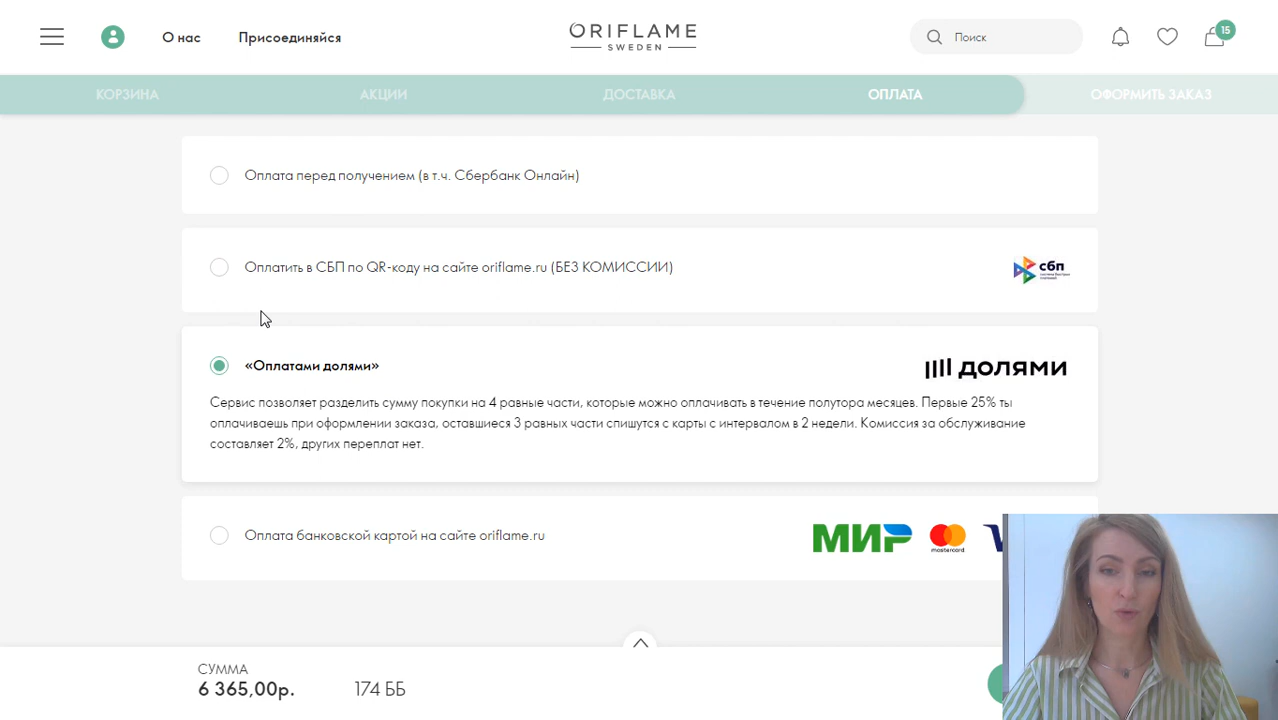 О нас
Присоединяйся
ORIFLAME
SWEDEN
Поиск
15
КОРЗИНА
АКЦИИ
ДОСТАВКА
ОПЛАТА
ОФОРМИТЬ ЗАКАЗ
Оплата перед получением (в т.ч. Сбербанк Онлайн)
Оплатить в СБП по QR-коду на сайте oriflame.ru (БЕЗ КОМИССИИ)
сбп
«Оплатами долями»
долями
Сервис позволяет разделить сумму покупки на 4 равные части, которые можно оплачивать в течение полутора месяцев. Первые 25% ты
оплачиваешь при оформлении заказа, оставшиеся 3 равных части спишутся с карты с интервалом в 2 недели. Комиссия за обслуживание
составляет 2%, других переплат нет.
Оплата банковской картой на сайте oriflame.ru
МИР
mastercard
СУММА
6 365,00р.
174 ББ